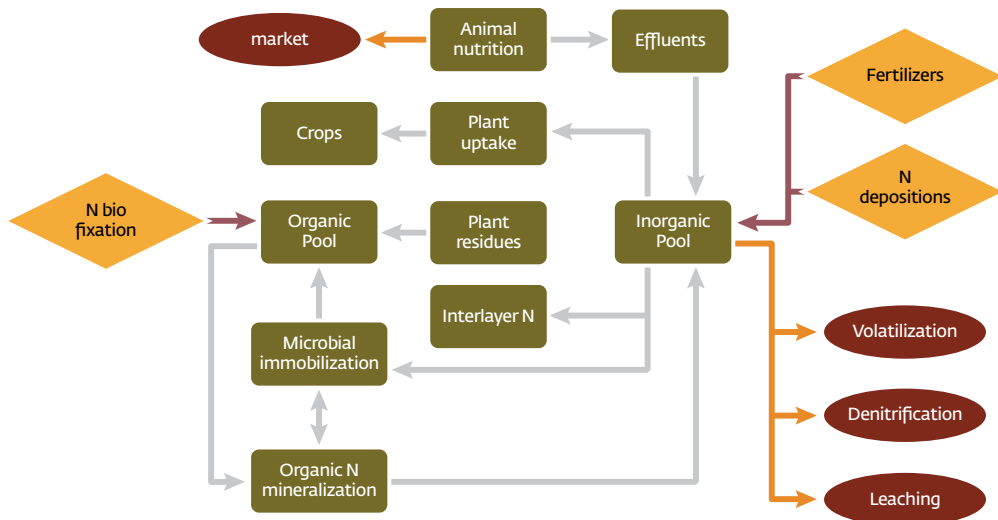 market
Animal
nutrition
Effluents
Fertilizers
Crops
Plant
uptake
N
depositions
N bio
fixation
Organic
Pool
Plant
residues
Inorganic
Pool
Interlayer N
Volatilization
Microbial
immobilization
Denitrification
Organic N
mineralization
Leaching